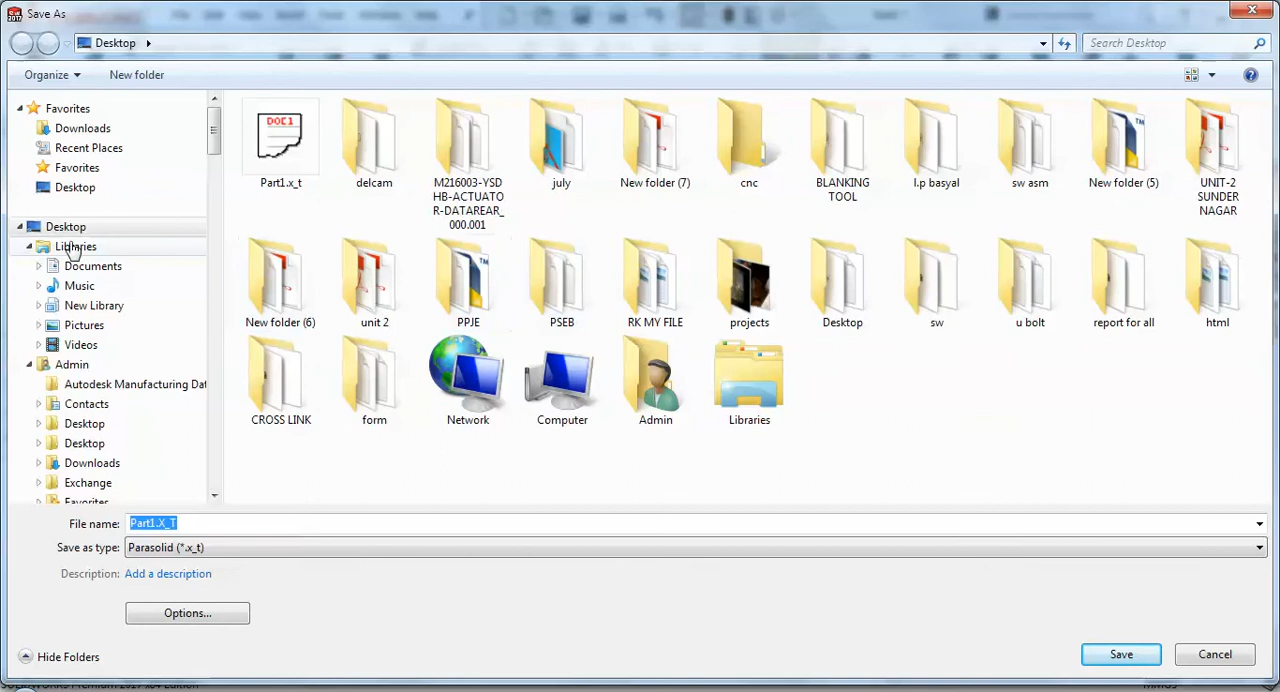 Save As
Desktop
Search Desktop
Organize
New folder
Favorites
Downloads
Recent Places
Favorites
Desktop
Desktop
Libraries
Documents
Music
New Library
Pictures
Videos
Admin
Autodesk Manufacturing Dat
Contacts
Desktop
Desktop
Downloads
Exchange
Favorites
DOC1
Part1.x_t
delcam
M216003-YSD
HB-ACTUATO
R-DATAREAR_
000.001
july
New folder (7)
cnc
BLANKING
TOOL
l.p basyal
sw asm
New folder (5)
UNIT-2
SUNDER
NAGAR
New folder (6)
unit 2
PPJE
PSEB
RK MY FILE
projects
Desktop
sw
u bolt
report for all
html
CROSS LINK
form
Network
Computer
Admin
Libraries
File name:
Part1.X_T
Save as type:
Parasolid (*.x_t)
Description:
Add a description
Options...
Hide Folders
Save
Cancel